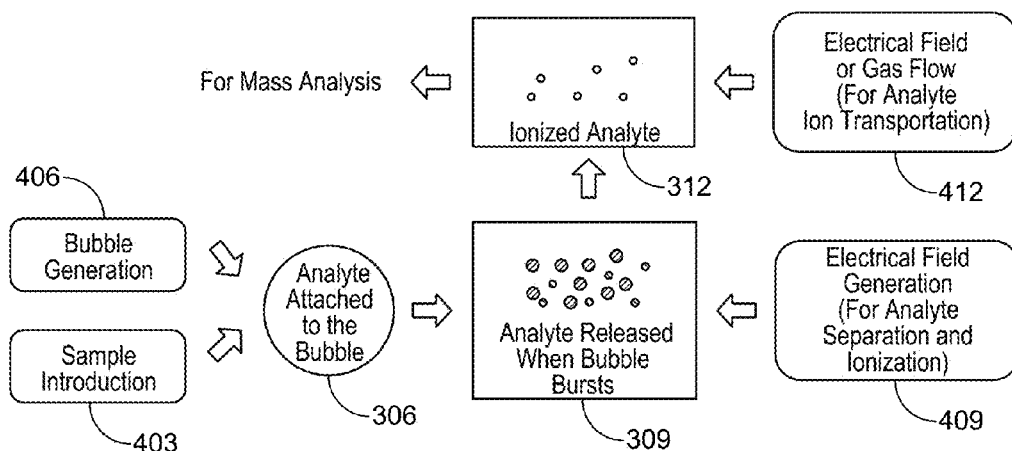 For Mass Analysis
Ionized Analyte
312
Electrical Field
or Gas Flow
(For Analyte
Ion Transportation)
412
406
Bubble
Generation
Sample
Introduction
403
Analyte
Attached
to the
Bubble
306
Analyte Released
When Bubble
Bursts
309
Electrical Field
Generation
(For Analyte
Separation and
Ionization)
409